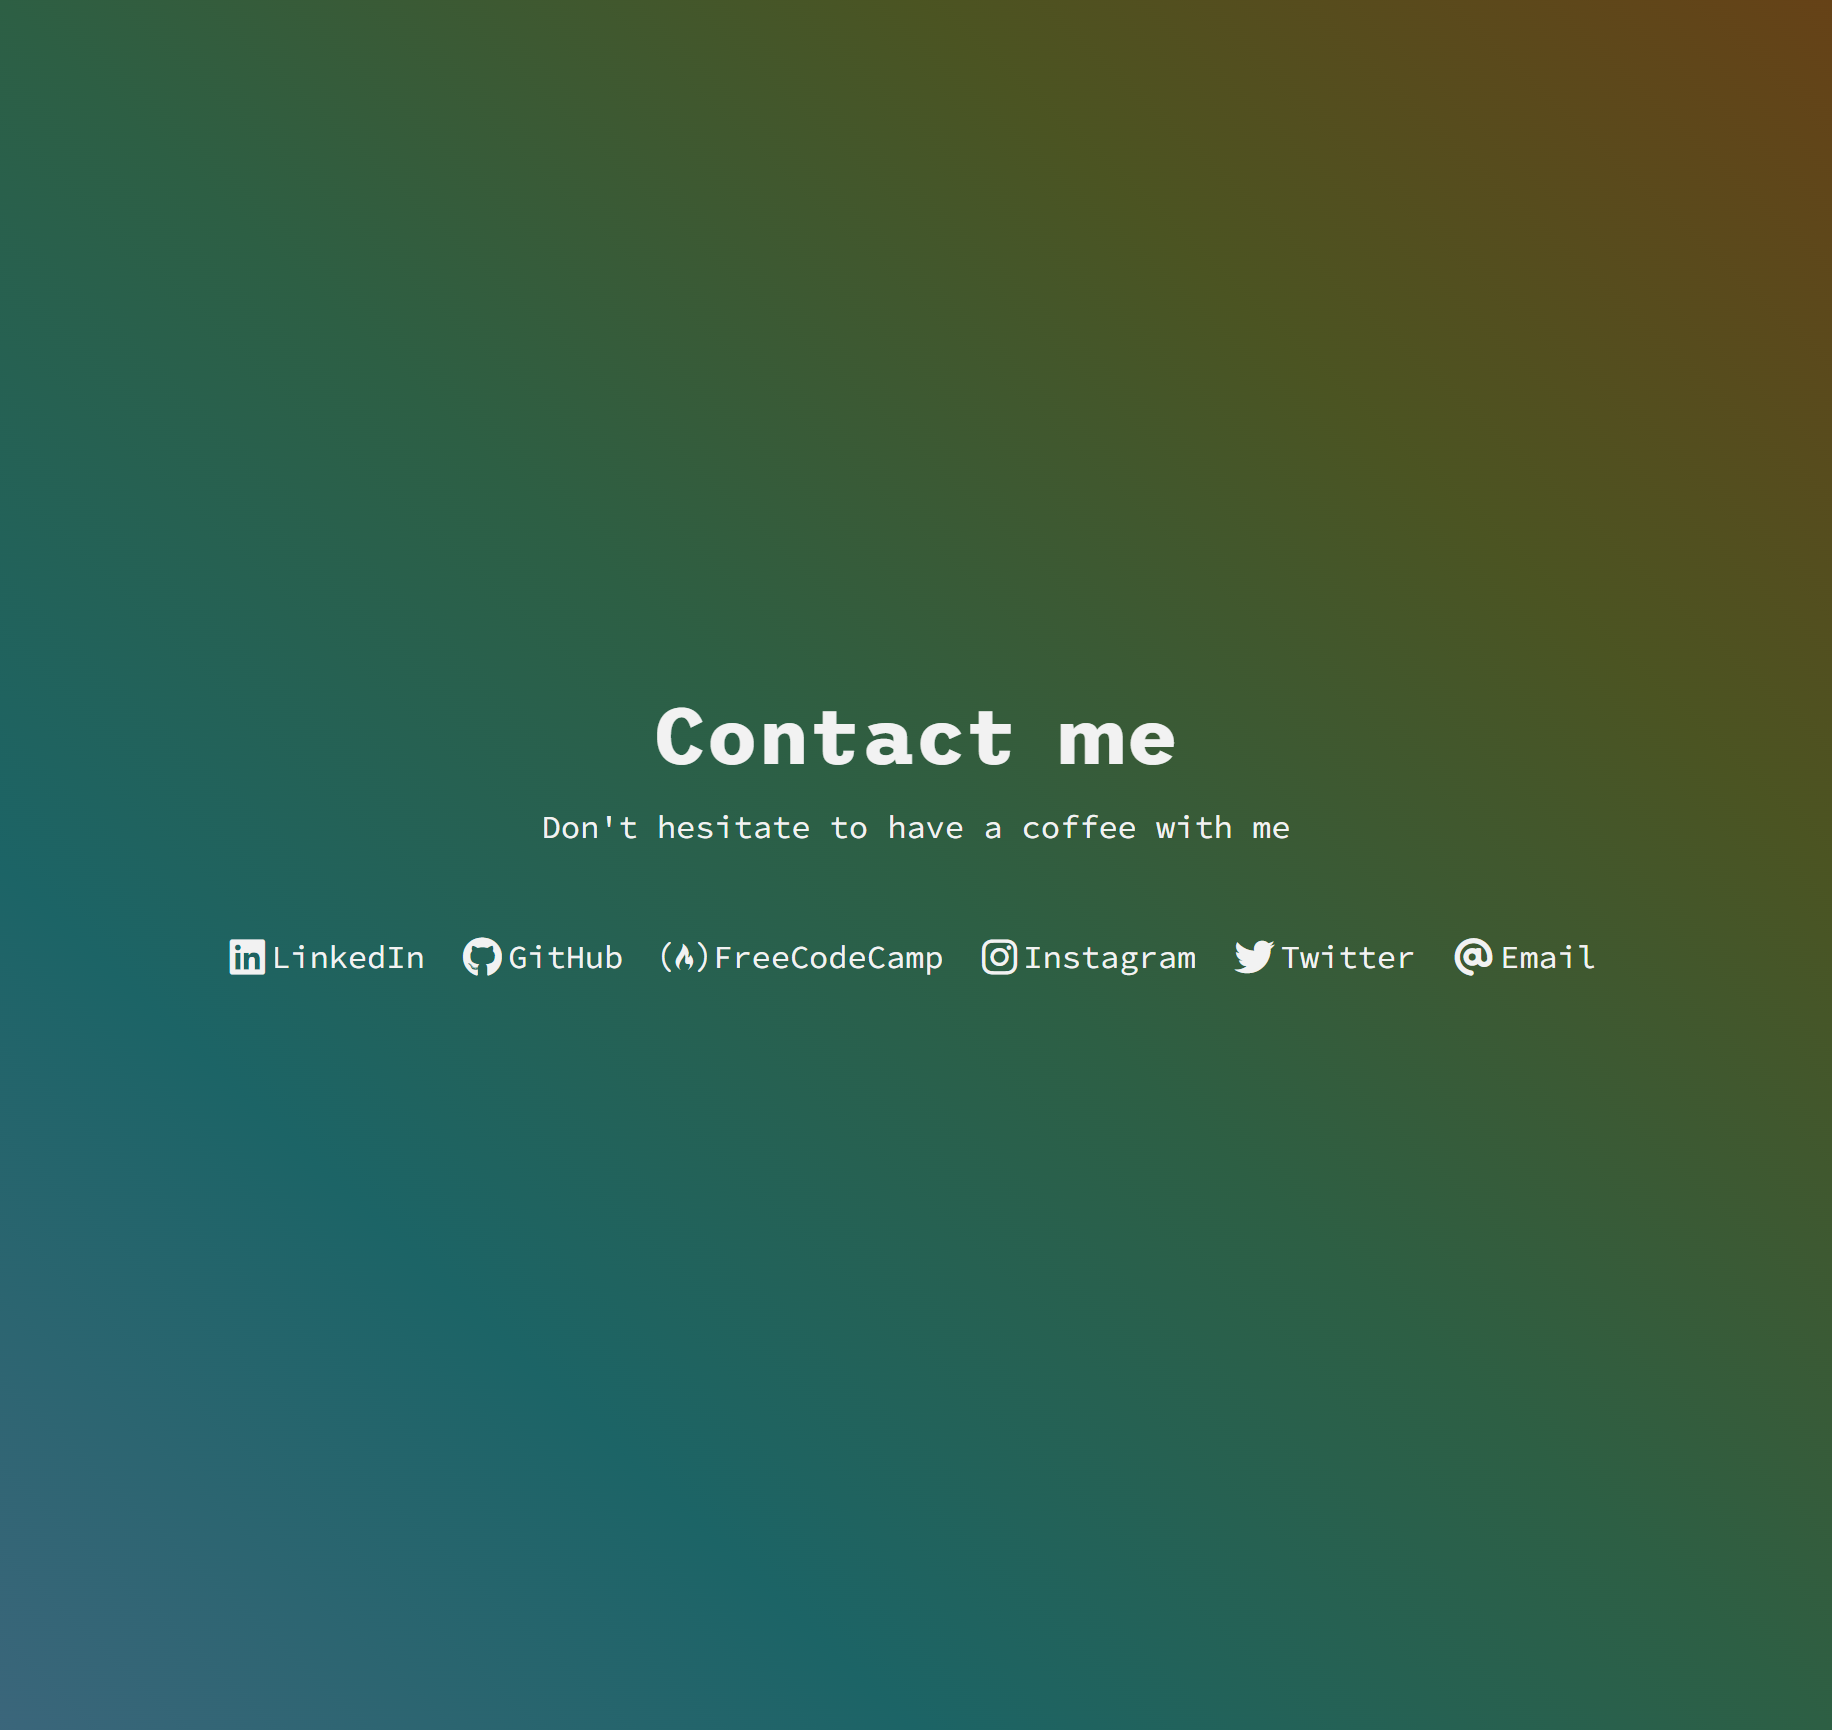 Contact me
Don't hesitate to have a coffee with me
LinkedIn GitHub FreeCodeCamp Instagram Twitter Email